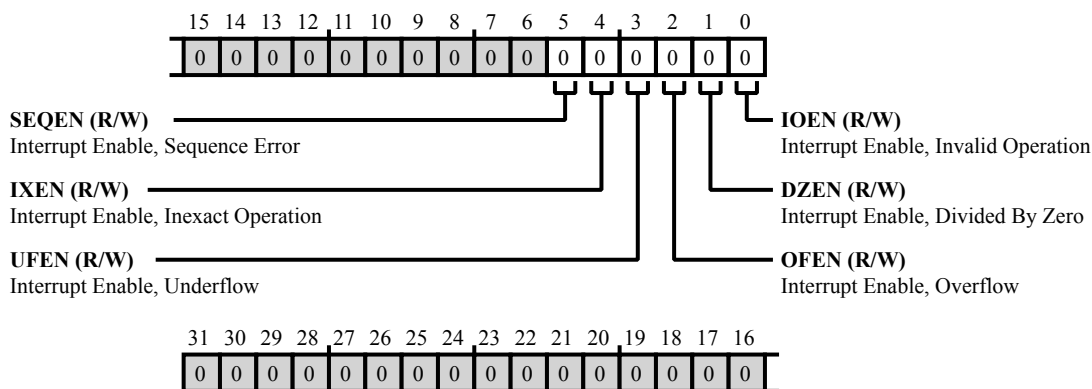 15 14 13 12 11 10 9 8 7 6 5 4 3 2 1 0
0 0 0 0 0 0 0 0 0 0 0 0 0 0 0 0
SEQEN (R/W)
Interrupt Enable, Sequence Error
IOEN (R/W)
Interrupt Enable, Invalid Operation
IXEN (R/W)
Interrupt Enable, Inexact Operation
DZEN (R/W)
Interrupt Enable, Divided By Zero
UFEN (R/W)
Interrupt Enable, Underflow
OFEN (R/W)
Interrupt Enable, Overflow
31 30 29 28 27 26 25 24 23 22 21 20 19 18 17 16
0 0 0 0 0 0 0 0 0 0 0 0 0 0 0 0